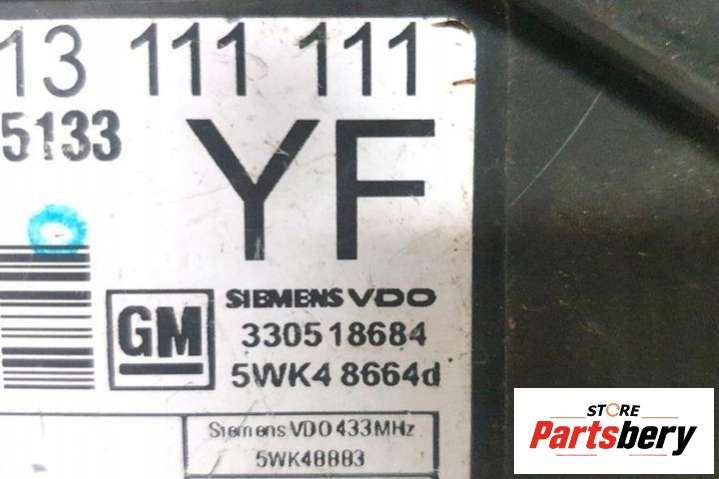 13 111 111
5133
YF
SIEMENS VDO
GM
330518684
5WK4 8664d
Siemens VDO 433MHz
5WK48883
STORE
Partsbery